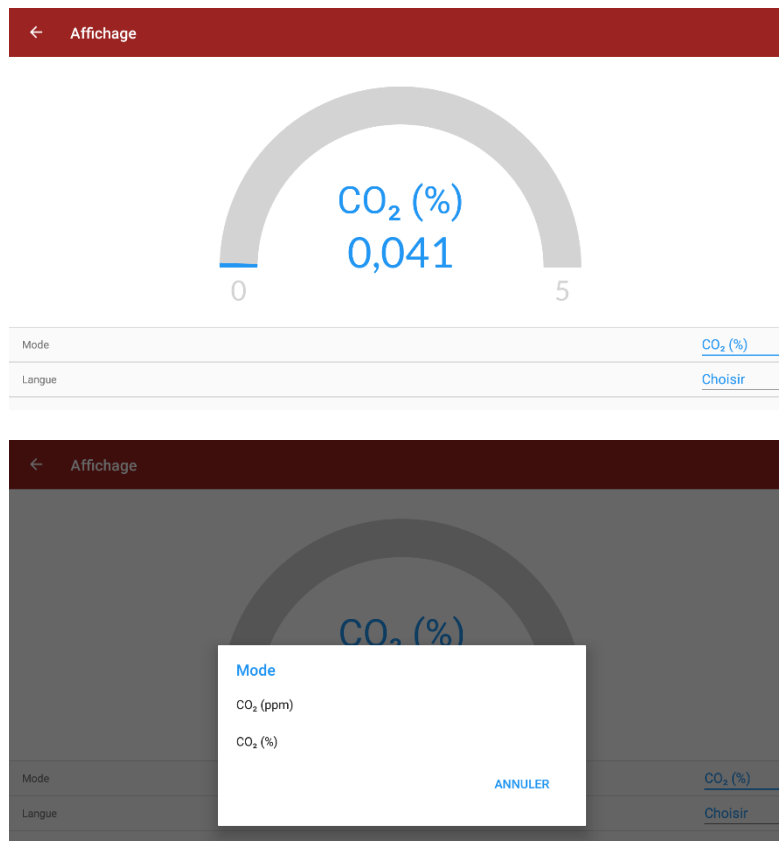 Affichage
CO₂ (%)
0,041
0
5
Mode
CO₂ (%)
Langue
Choisir
Affichage
CO₂ (%)
Mode
CO₂ (ppm)
CO₂ (%)
ANNULER
Mode
CO₂ (%)
Langue
Choisir